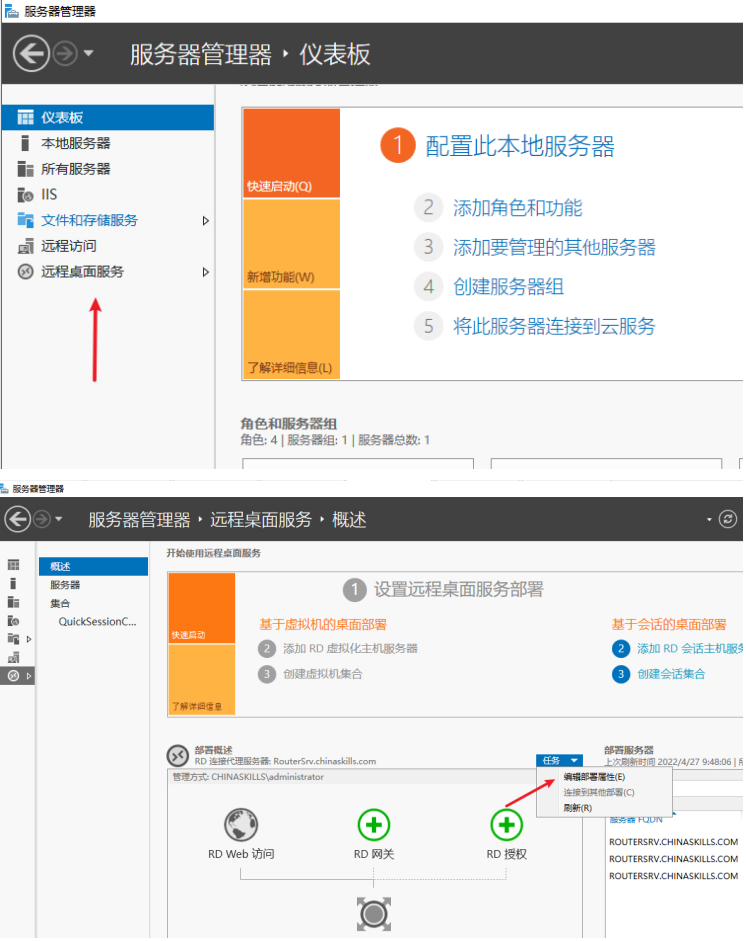 服务器管理器
服务器管理器 · 仪表板
仪表板
本地服务器
所有服务器
IIS
文件和存储服务
远程访问
远程桌面服务
快速启动(Q)
新增功能(W)
了解详细信息(L)
1 配置此本地服务器
2 添加角色和功能
3 添加要管理的其他服务器
4 创建服务器组
5 将此服务器连接到云服务
角色和服务器组
角色: 4 | 服务器组: 1 | 服务器总数: 1
服务器管理器
服务器管理器 · 远程桌面服务 · 概述
概述
服务器
集合
QuickSessionC...
开始使用远程桌面服务
快速启动
了解详细信息
1 设置远程桌面服务部署
基于虚拟机的桌面部署
2 添加 RD 虚拟化主机服务器
3 创建虚拟机集合
基于会话的桌面部署
2 添加 RD 会话主机服务
3 创建会话集合
部署概述
RD 连接代理服务器: RouterSrv.chinaskills.com
管理方式: CHINASKILLS\administrator
任务
编辑部署属性(E)
连接到其他部署(C)
刷新(R)
RD Web 访问
RD 网关
RD 授权
部署服务器
上次刷新时间 2022/4/27 9:48:06 |
服务器 FQDN
ROUTERSRV.CHINASKILLS.COM
ROUTERSRV.CHINASKILLS.COM
ROUTERSRV.CHINASKILLS.COM